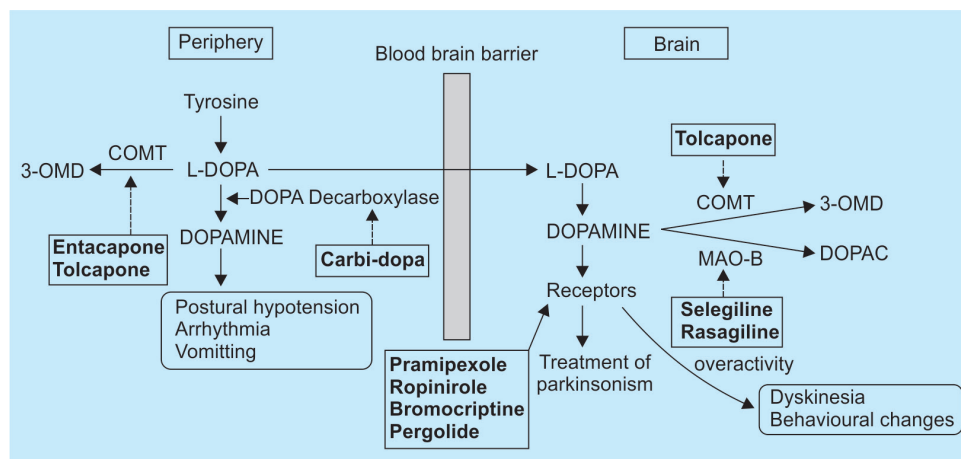 Periphery
Blood brain barrier
Brain
Tyrosine
3-OMD
COMT
L-DOPA
DOPA Decarboxylase
DOPAMINE
Entacapone
Tolcapone
Carbi-dopa
Postural hypotension
Arrhythmia
Vomitting
L-DOPA
DOPAMINE
Receptors
Treatment of
parkinsonism
Pramipexole
Ropinirole
Bromocriptine
Pergolide
Tolcapone
COMT
3-OMD
DOPAC
MAO-B
Selegiline
Rasagiline
overactivity
Dyskinesia
Behavioural changes